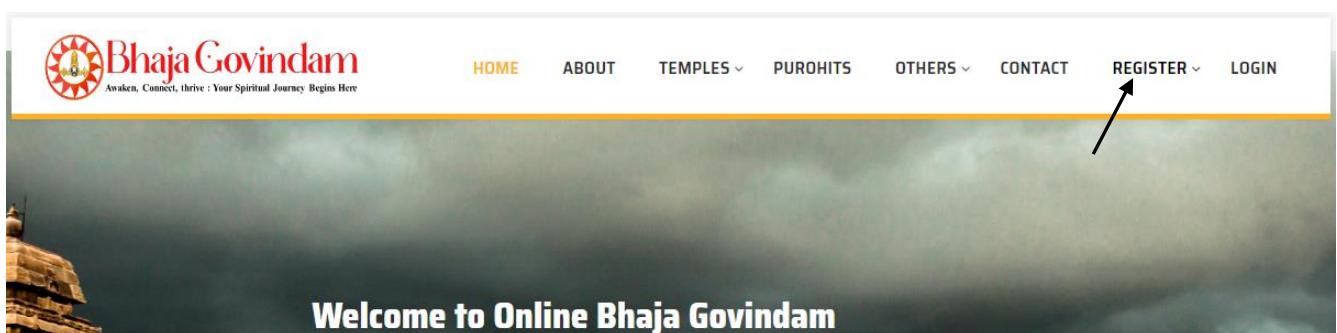 Bhaja Govindam
Awaken, Connect, thrive : Your Spiritual Journey Begins Here
HOME ABOUT TEMPLES PUROHITS OTHERS CONTACT REGISTER LOGIN
Welcome to Online Bhaja Govindam